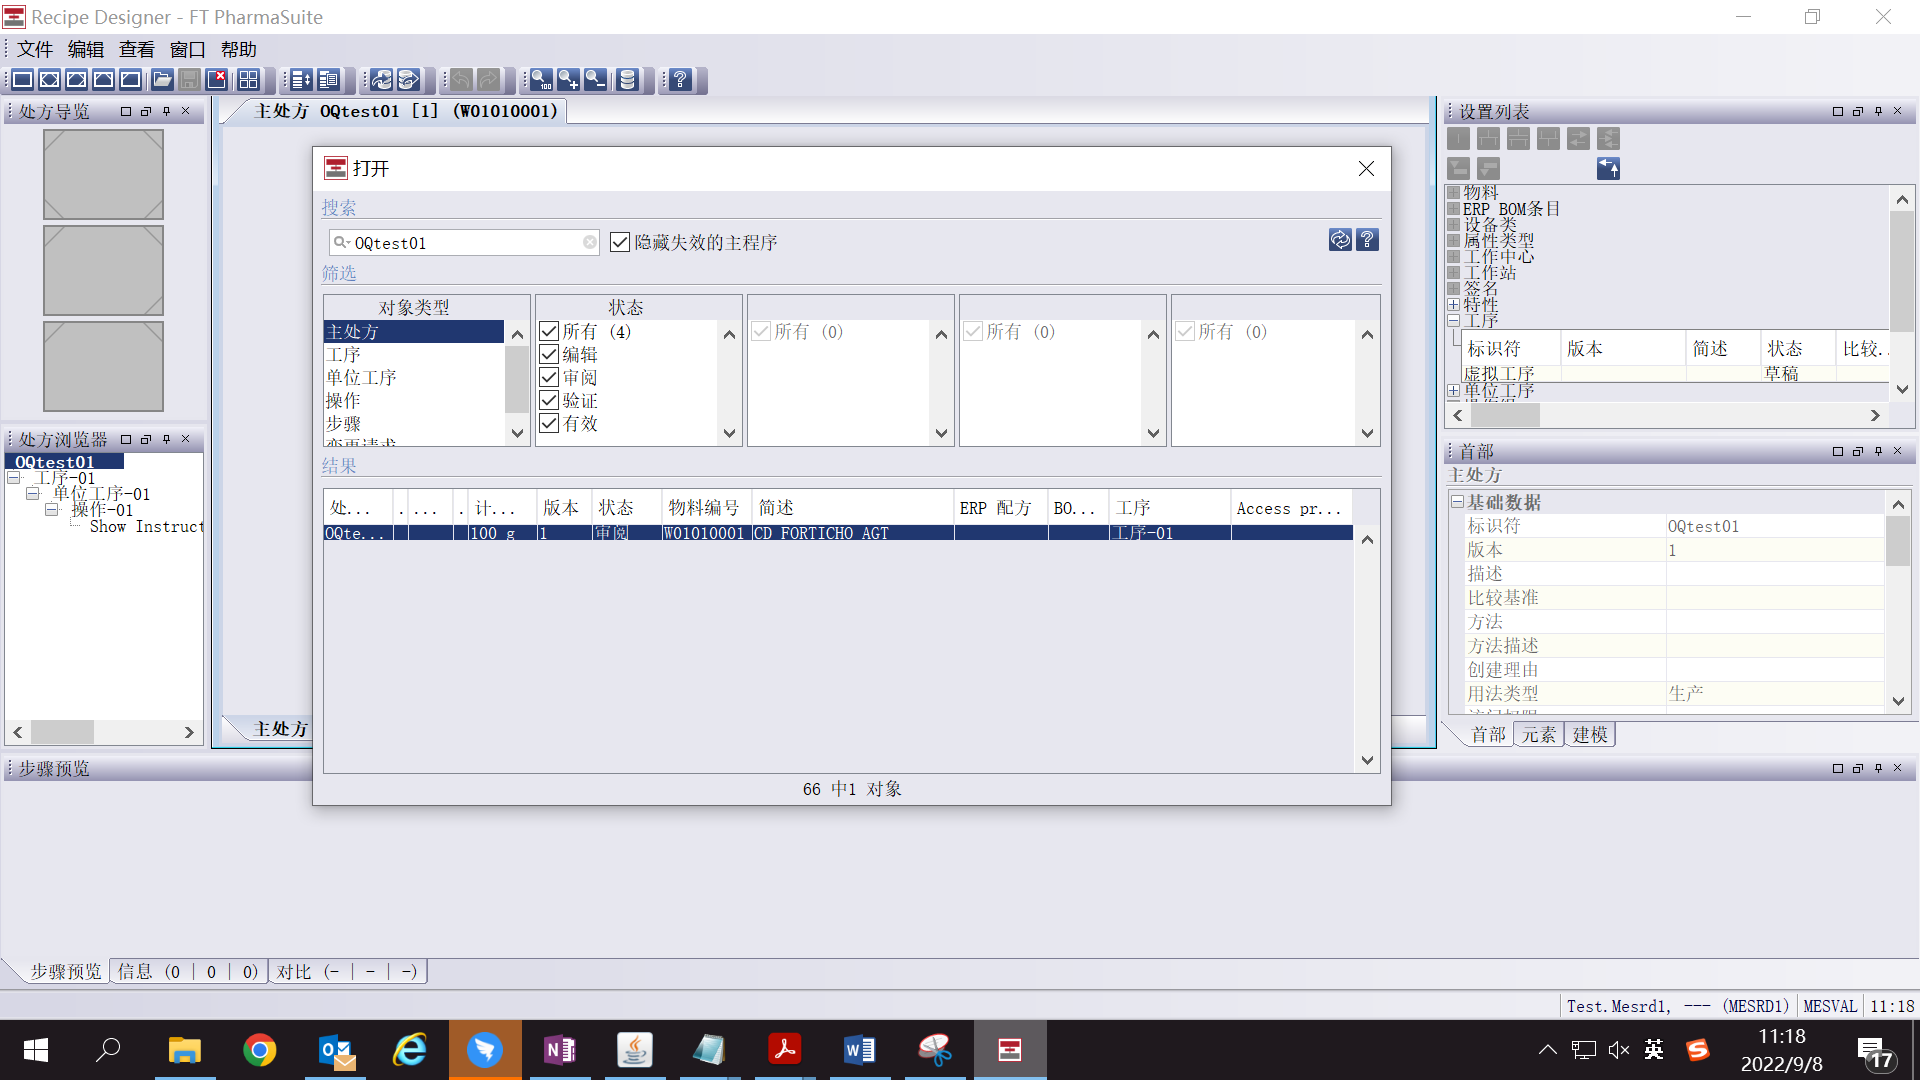 Recipe Designer - FT PharmaSuite
文件 编辑 查看 窗口 帮助
处方导览
主处方 OQtest01 [1] (W01010001)
设置列表
打开
搜索
OQtest01
隐藏失效的主程序
筛选
对象类型
主处方
工序
单位工序
操作
步骤
变更请求
状态
所有 (4)
编辑
审阅
验证
有效
所有 (0)
所有 (0)
所有 (0)
结果
处... . ... . 计... 版本 状态 物料编号 简述 ERP 配方 BO... 工序 Access pr...
OQte... 100 g 1 审阅 W01010001 CD FORTICHO AGT 工序-01
66 中1 对象
物料
ERP BOM条目
设备类
属性类型
工作中心
工作站
签名
特性
工序
标识符 版本 简述 状态 比较.
虚拟工序 草稿
单位工序
处方浏览器
OQtest01
工序-01
单位工序-01
操作-01
Show Instruct
主处方
首部
主处方
基础数据
标识符 OQtest01
版本 1
描述
比较基准
方法
方法描述
创建理由
用法类型 生产
访问权限
首部 元素 建模
步骤预览
步骤预览 信息 (0 | 0 | 0) 对比 (- | - | -)
Test.Mesrd1, --- (MESRD1) MESVAL 11:18
英
11:18
2022/9/8
17